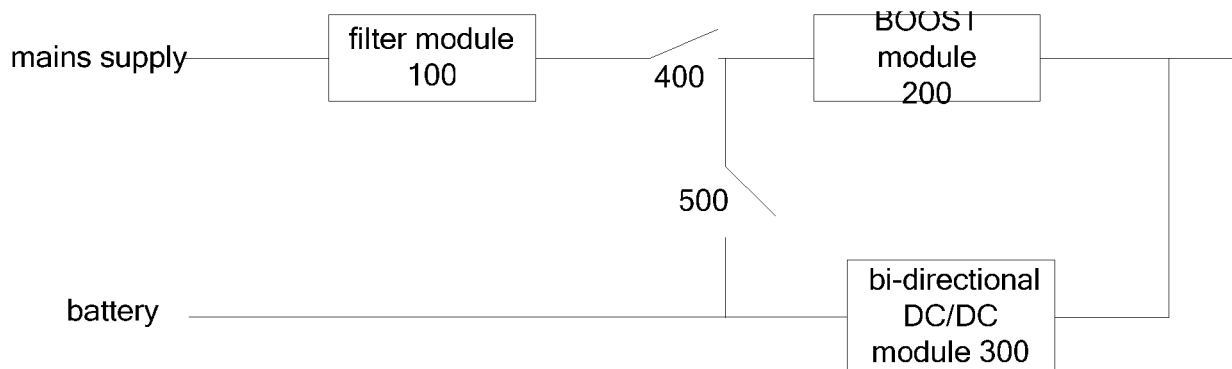 mains supply
filter module
100
400
BOOST
module
200
500
battery
bi-directional
DC/DC
module 300